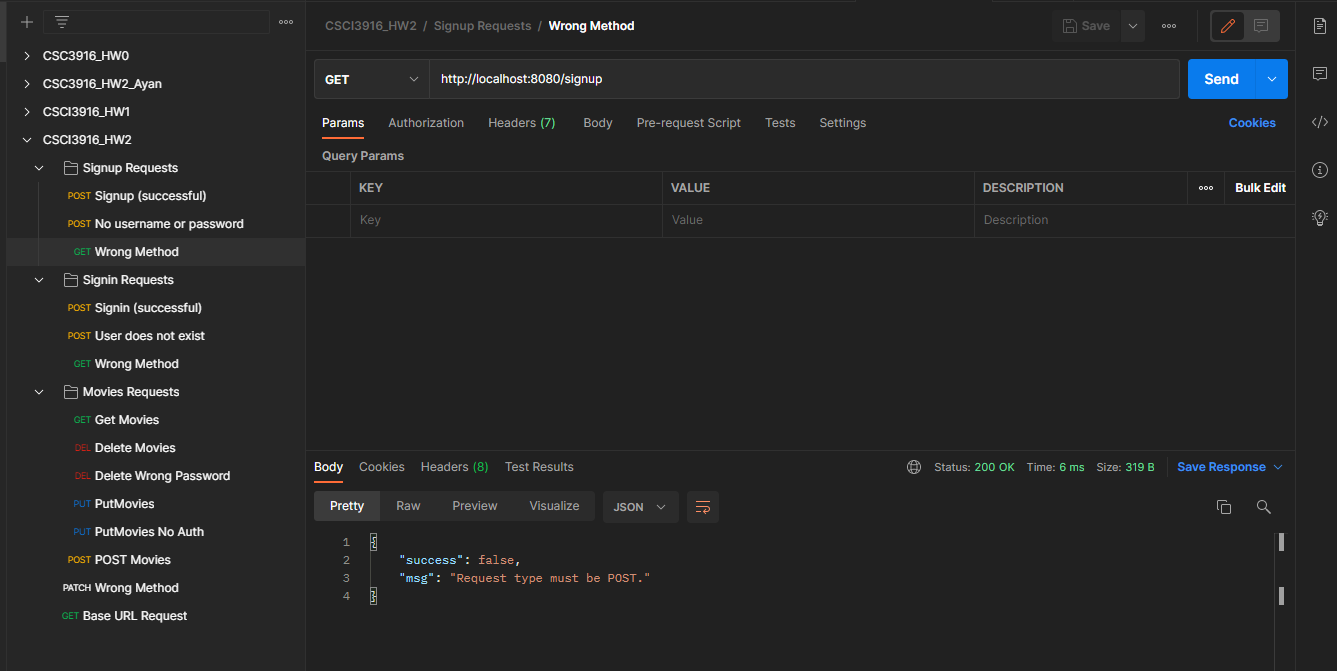 CSC3916_HW0
CSC3916_HW2_Ayan
CSCI3916_HW1
CSCI3916_HW2
Signup Requests
POST Signup (successful)
POST No username or password
GET Wrong Method
Signin Requests
POST Signin (successful)
POST User does not exist
GET Wrong Method
Movies Requests
GET Get Movies
DEL Delete Movies
DEL Delete Wrong Password
PUT PutMovies
PUT PutMovies No Auth
POST POST Movies
PATCH Wrong Method
GET Base URL Request
CSCI3916_HW2 / Signup Requests / Wrong Method
Save
GET http://localhost:8080/signup Send
Params Authorization Headers (7) Body Pre-request Script Tests Settings Cookies
Query Params
KEY VALUE DESCRIPTION Bulk Edit
Key Value Description
Body Cookies Headers (8) Test Results Status: 200 OK Time: 6 ms Size: 319 B Save Response
Pretty Raw Preview Visualize JSON
1 {
2 "success": false,
3 "msg": "Request type must be POST."
4 }